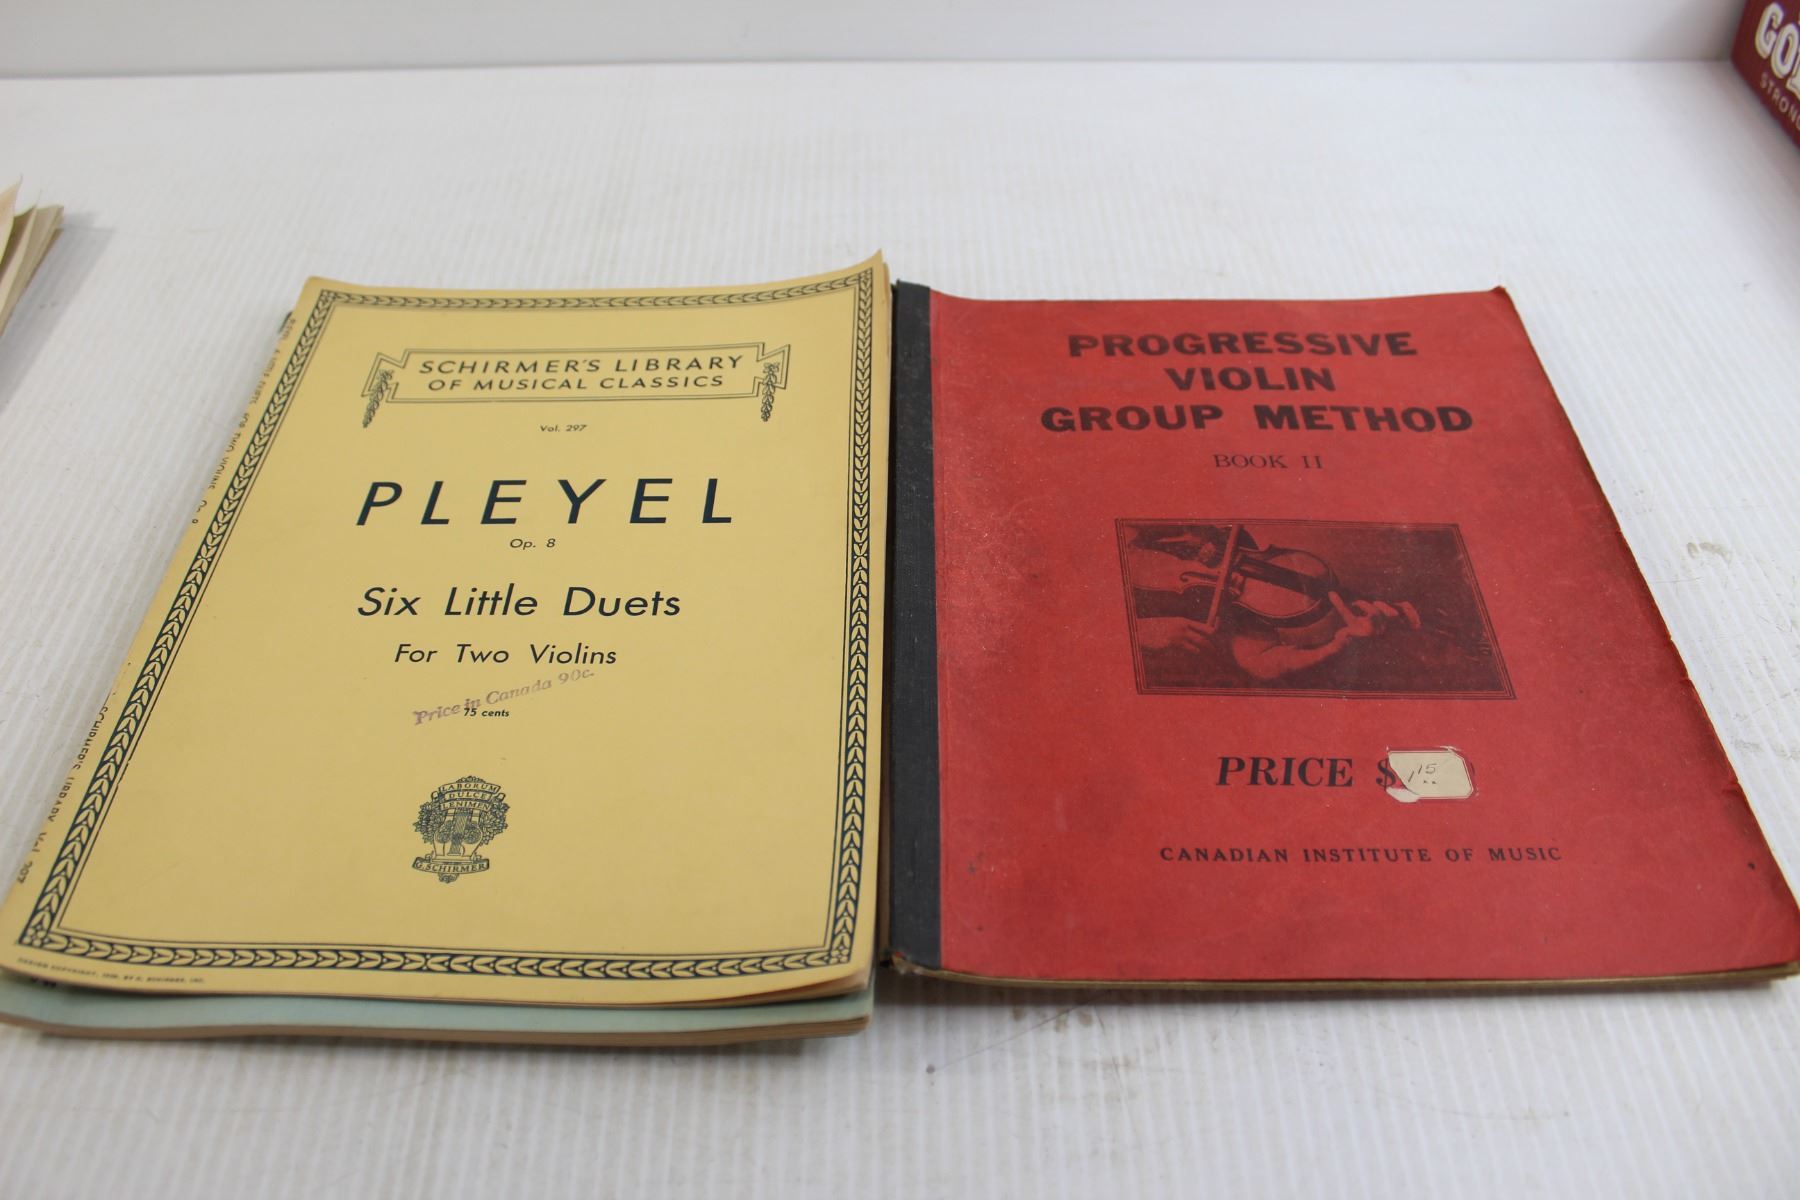 SCHIRMER'S LIBRARY
OF MUSICAL CLASSICS
Vol. 297
PLEYEL
Op. 8
Six Little Duets
For Two Violins
Price in Canada 90c.
75 cents
LABORUM
DULCE
LENIMEN
G. SCHIRMER
PROGRESSIVE
VIOLIN
GROUP METHOD
BOOK II
PRICE $ 1 15
CANADIAN INSTITUTE OF MUSIC